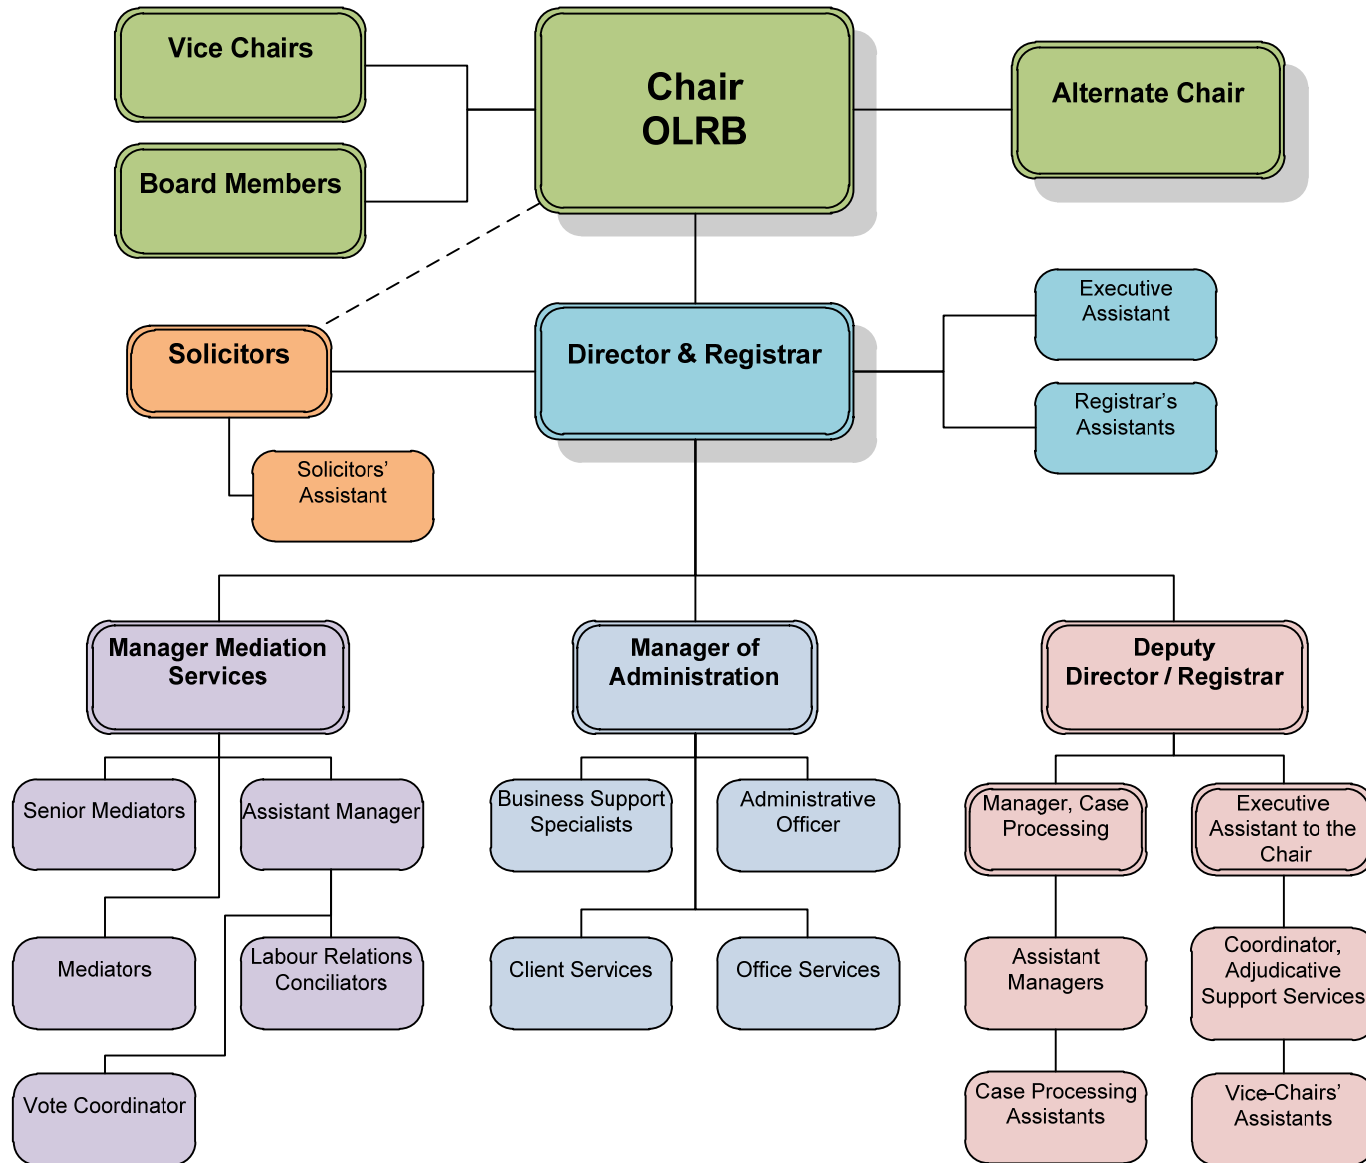 Vice Chairs
Chair
OLRB
Alternate Chair
Board Members
Executive
Assistant
Solicitors
Director & Registrar
Registrar's
Assistants
Solicitors'
Assistant
Manager Mediation
Services
Manager of
Administration
Deputy
Director / Registrar
Senior Mediators
Assistant Manager
Business Support
Specialists
Administrative
Officer
Manager, Case
Processing
Executive
Assistant to the
Chair
Mediators
Labour Relations
Conciliators
Client Services
Office Services
Assistant
Managers
Coordinator,
Adjudicative
Support Services
Vote Coordinator
Case Processing
Assistants
Vice–Chairs'
Assistants